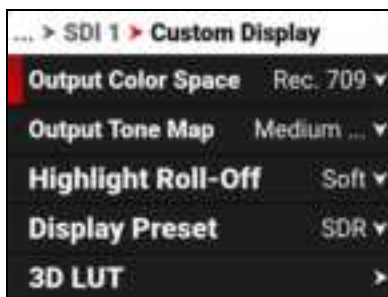 ... > SDI 1 > Custom Display
Output Color Space Rec. 709
Output Tone Map Medium ...
Highlight Roll-Off Soft
Display Preset SDR
3D LUT >